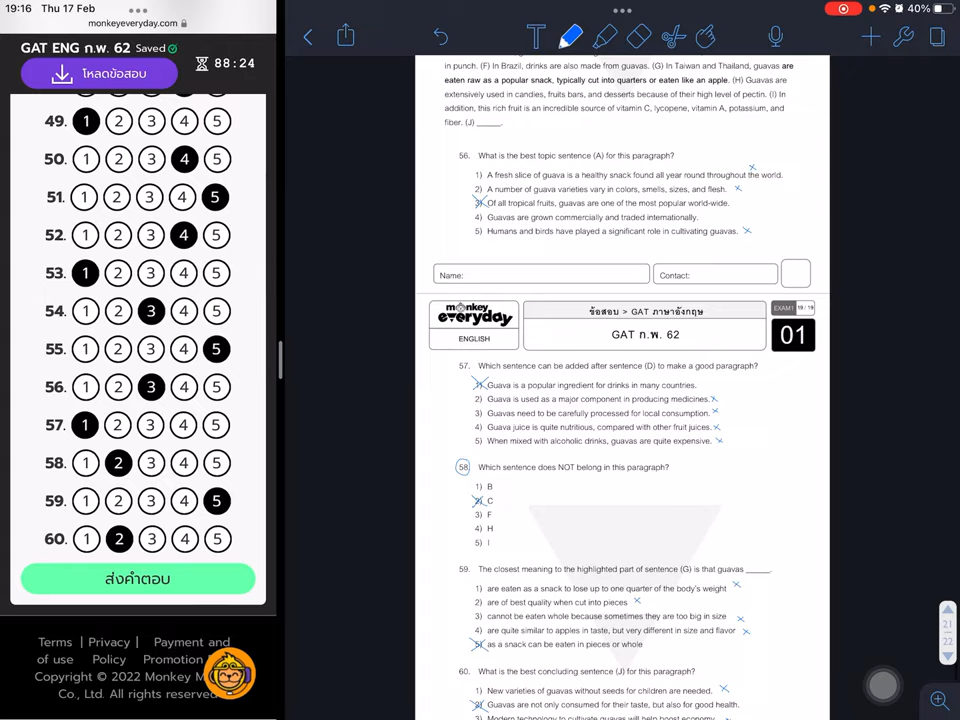 19:16 Thu 17 Feb
monkeyeveryday.com
40%
GAT ENG ก.พ. 62 Saved
โหลดข้อสอบ
88:24
49. 1 2 3 4 5
50. 1 2 3 4 5
51. 1 2 3 4 5
52. 1 2 3 4 5
53. 1 2 3 4 5
54. 1 2 3 4 5
55. 1 2 3 4 5
56. 1 2 3 4 5
57. 1 2 3 4 5
58. 1 2 3 4 5
59. 1 2 3 4 5
60. 1 2 3 4 5
ส่งคำตอบ
Terms | Privacy | Payment and
of use Policy Promotion
Copyright © 2022 Monkey
Co., Ltd. All rights reserved.
in punch. (F) In Brazil, drinks are also made from guavas. (G) In Taiwan and Thailand, guavas are
eaten raw as a popular snack, typically cut into quarters or eaten like an apple. (H) Guavas are
extensively used in candies, fruits bars, and desserts because of their high level of pectin. (I) In
addition, this rich fruit is an incredible source of vitamin C, lycopene, vitamin A, potassium, and
fiber. (J) ______.
56. What is the best topic sentence (A) for this paragraph?
1) A fresh slice of guava is a healthy snack found all year round throughout the world.
2) A number of guava varieties vary in colors, smells, sizes, and flesh.
3) Of all tropical fruits, guavas are one of the most popular world-wide.
4) Guavas are grown commercially and traded internationally.
5) Humans and birds have played a significant role in cultivating guavas.
Name:
Contact:
monkey
everyday
ENGLISH
ข้อสอบ > GAT ภาษาอังกฤษ
GAT ก.พ. 62
EXAM1 19 / 19
01
57. Which sentence can be added after sentence (D) to make a good paragraph?
1) Guava is a popular ingredient for drinks in many countries.
2) Guava is used as a major component in producing medicines.
3) Guavas need to be carefully processed for local consumption.
4) Guava juice is quite nutritious, compared with other fruit juices.
5) When mixed with alcoholic drinks, guavas are quite expensive.
58. Which sentence does NOT belong in this paragraph?
1) B
2) C
3) F
4) H
5) I
59. The closest meaning to the highlighted part of sentence (G) is that guavas ______.
1) are eaten as a snack to lose up to one quarter of the body's weight
2) are of best quality when cut into pieces
3) cannot be eaten whole because sometimes they are too big in size
4) are quite similar to apples in taste, but very different in size and flavor
5) as a snack can be eaten in pieces or whole
60. What is the best concluding sentence (J) for this paragraph?
1) New varieties of guavas without seeds for children are needed.
2) Guavas are not only consumed for their taste, but also for good health.
3) Modern technology to cultivate guavas will help boost economy.
21
22